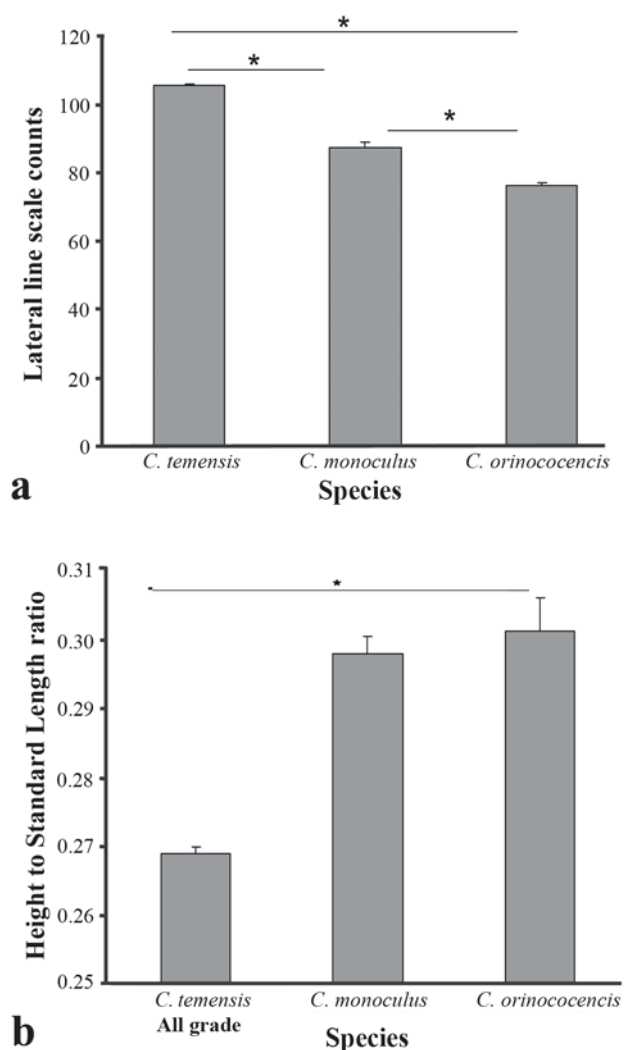 *
120
*
100
*
80
60
40
20
0
Lateral line scale counts
C. temensis C. monoculus C. orinococencis
a
Species
0.31
*
0.30
0.29
0.28
0.27
0.26
0.25
Height to Standard Length ratio
C. temensis C. monoculus C. orinococencis
All grade
b
Species